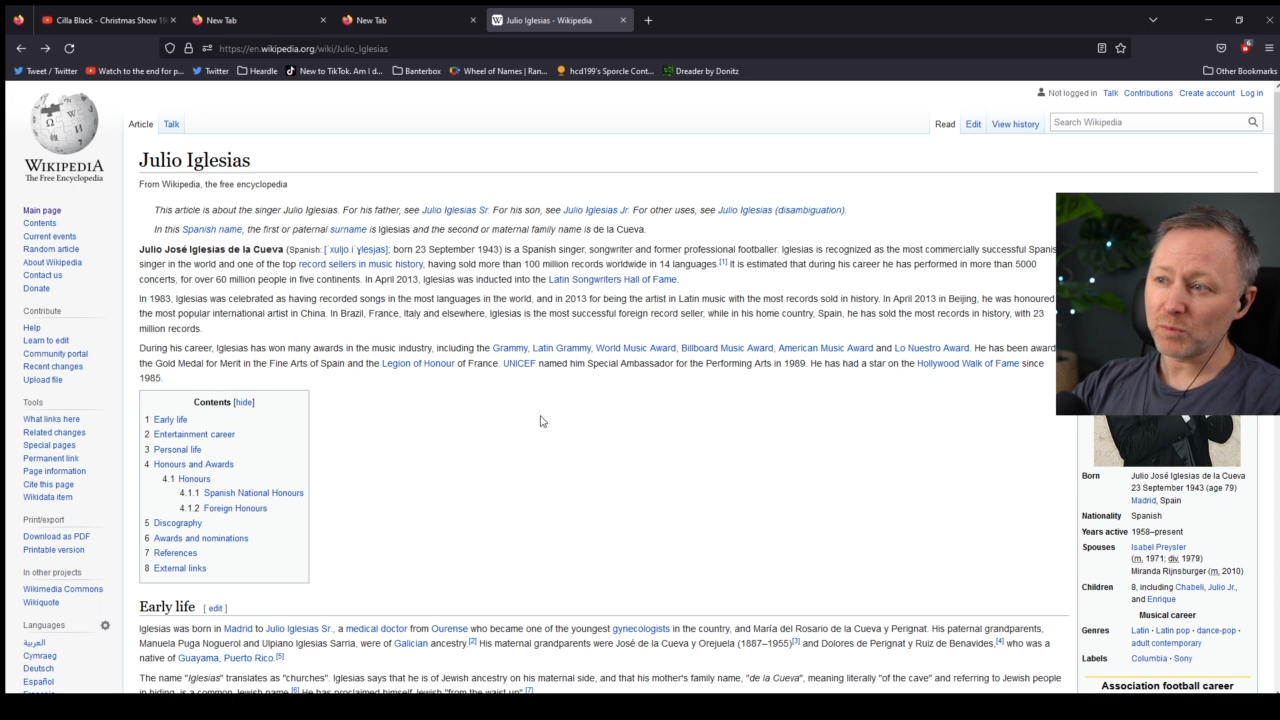 Cilla Black - Christmas Show 19
New Tab
New Tab
W Julio Iglesias - Wikipedia
https://en.wikipedia.org/wiki/Julio_Iglesias
6
Tweet / Twitter
Watch to the end for p...
Twitter
Heardle
New to TikTok. Am I d...
Banterbox
Wheel of Names | Ran...
hcd199's Sporcle Cont...
Dreader by Donitz
Other Bookmarks
Not logged in Talk Contributions Create account Log in
Article Talk
Read Edit View history
Search Wikipedia
WIKIPEDIA
The Free Encyclopedia
Main page
Contents
Current events
Random article
About Wikipedia
Contact us
Donate
Contribute
Help
Learn to edit
Community portal
Recent changes
Upload file
Tools
What links here
Related changes
Special pages
Permanent link
Page information
Cite this page
Wikidata item
Print/export
Download as PDF
Printable version
In other projects
Wikimedia Commons
Wikiquote
Languages
العربية
Cymraeg
Deutsch
Español
Julio Iglesias
From Wikipedia, the free encyclopedia
This article is about the singer Julio Iglesias. For his father, see Julio Iglesias Sr. For his son, see Julio Iglesias Jr. For other uses, see Julio Iglesias (disambiguation).
In this Spanish name, the first or paternal surname is Iglesias and the second or maternal family name is de la Cueva.
Julio José Iglesias de la Cueva (Spanish: [ˈxuljo iˈɣlesjas]; born 23 September 1943) is a Spanish singer, songwriter and former professional footballer. Iglesias is recognized as the most commercially successful Spanis
singer in the world and one of the top record sellers in music history, having sold more than 100 million records worldwide in 14 languages.[1] It is estimated that during his career he has performed in more than 5000
concerts, for over 60 million people in five continents. In April 2013, Iglesias was inducted into the Latin Songwriters Hall of Fame.
In 1983, Iglesias was celebrated as having recorded songs in the most languages in the world, and in 2013 for being the artist in Latin music with the most records sold in history. In April 2013 in Beijing, he was honoured
the most popular international artist in China. In Brazil, France, Italy and elsewhere, Iglesias is the most successful foreign record seller, while in his home country, Spain, he has sold the most records in history, with 23
million records.
During his career, Iglesias has won many awards in the music industry, including the Grammy, Latin Grammy, World Music Award, Billboard Music Award, American Music Award and Lo Nuestro Award. He has been award
the Gold Medal for Merit in the Fine Arts of Spain and the Legion of Honour of France. UNICEF named him Special Ambassador for the Performing Arts in 1989. He has had a star on the Hollywood Walk of Fame since
1985.
Contents [hide]
1 Early life
2 Entertainment career
3 Personal life
4 Honours and Awards
4.1 Honours
4.1.1 Spanish National Honours
4.1.2 Foreign Honours
5 Discography
6 Awards and nominations
7 References
8 External links
Early life [ edit ]
Iglesias was born in Madrid to Julio Iglesias Sr., a medical doctor from Ourense who became one of the youngest gynecologists in the country, and María del Rosario de la Cueva y Perignat. His paternal grandparents,
Manuela Puga Noguerol and Ulpiano Iglesias Sarria, were of Galician ancestry.[2] His maternal grandparents were José de la Cueva y Orejuela (1887–1955)[3] and Dolores de Perignat y Ruiz de Benavides,[4] who was a
native of Guayama, Puerto Rico.[5]
The name "Iglesias" translates as "churches". Iglesias says that he is of Jewish ancestry on his maternal side, and that his mother's family name, "de la Cueva", meaning literally "of the cave" and referring to Jewish people
in hiding, is a common Jewish name.[6] He has proclaimed himself Jewish "from the waist up".[7]
Born Julio José Iglesias de la Cueva
23 September 1943 (age 79)
Madrid, Spain
Nationality Spanish
Years active 1958–present
Spouses Isabel Preysler
(m. 1971; div. 1979)
Miranda Rijnsburger (m. 2010)
Children 8, including Chabeli, Julio Jr.,
and Enrique
Musical career
Genres Latin · Latin pop · dance-pop ·
adult contemporary
Labels Columbia · Sony
Association football career